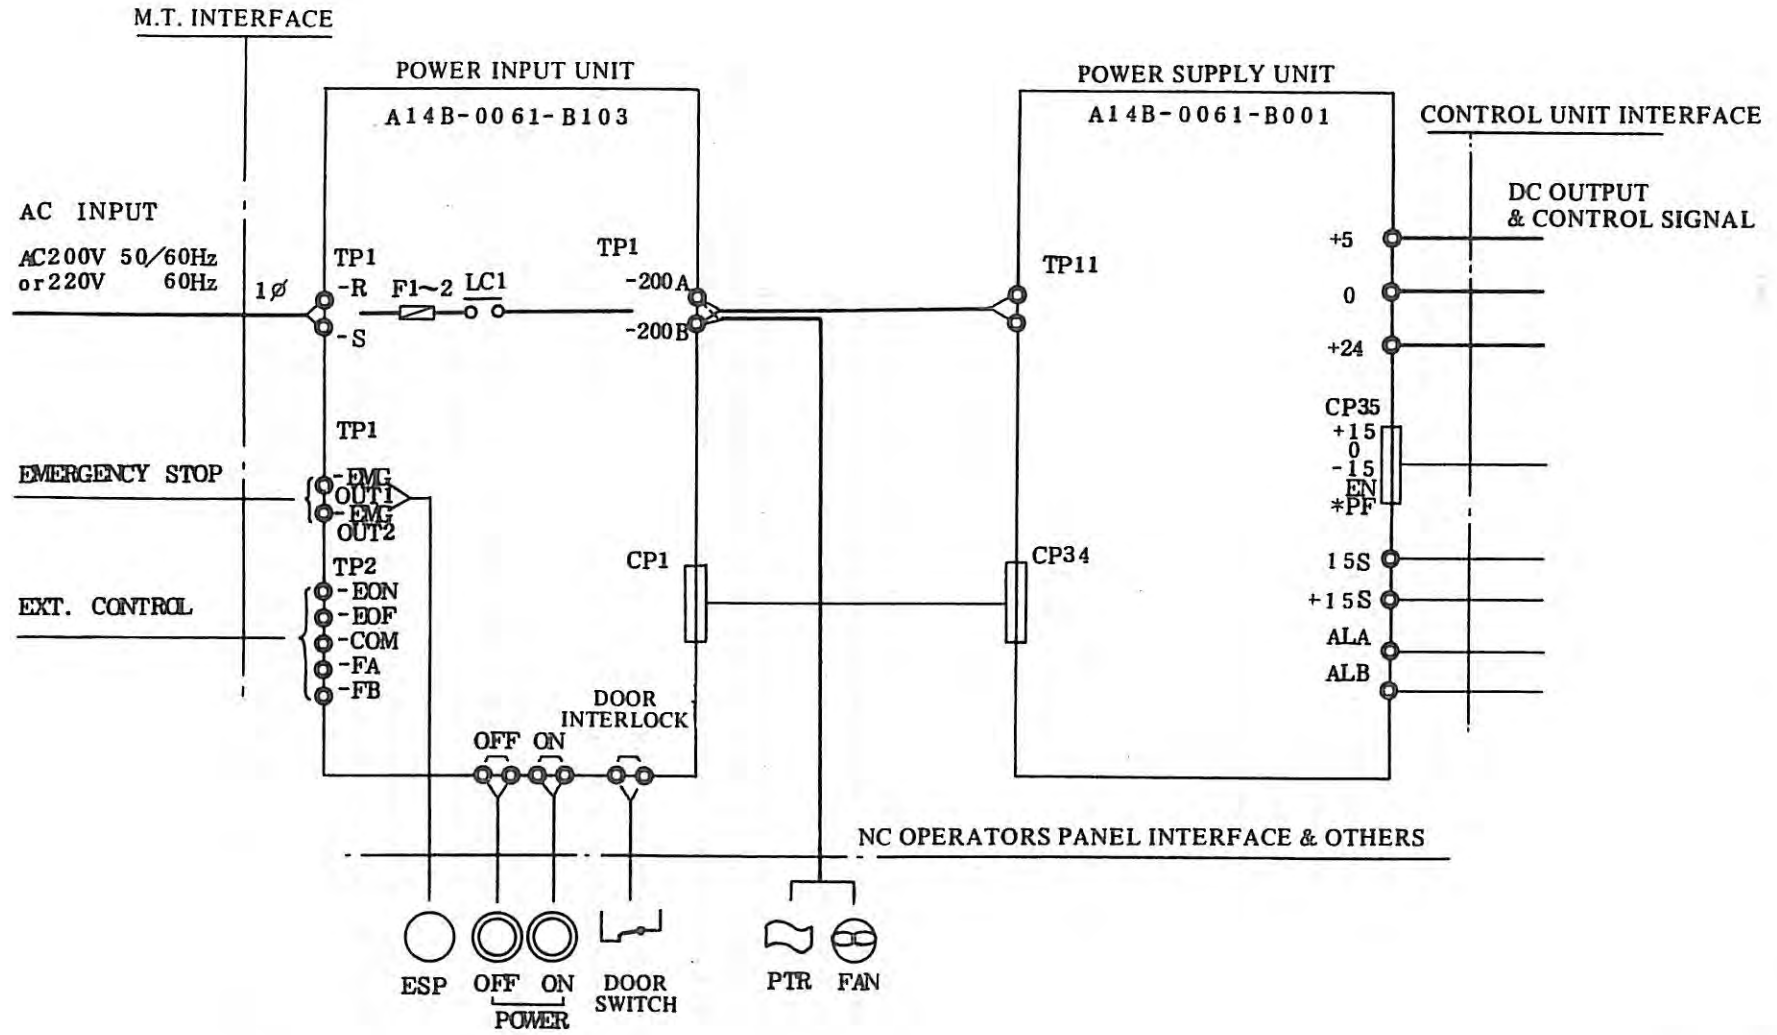 M.T. INTERFACE
POWER INPUT UNIT
A14B-0061-B103
POWER SUPPLY UNIT
A14B-0061-B001
CONTROL UNIT INTERFACE
DC OUTPUT
& CONTROL SIGNAL
AC INPUT
AC200V 50/60Hz
or220V 60Hz
1ø
TP1
-R
-S
F1~2
LC1
TP1
-200A
-200B
TP11
+5
0
+24
CP35
+15
0
-15
EN
*PF
15S
+15S
ALA
ALB
EMERGENCY STOP
TP1
-EMG
OUT1
-EMG
OUT2
EXT. CONTROL
TP2
-EON
-EOF
-COM
-FA
-FB
CP1
CP34
DOOR
INTERLOCK
OFF ON
NC OPERATORS PANEL INTERFACE & OTHERS
ESP
OFF ON
POWER
DOOR
SWITCH
PTR
FAN